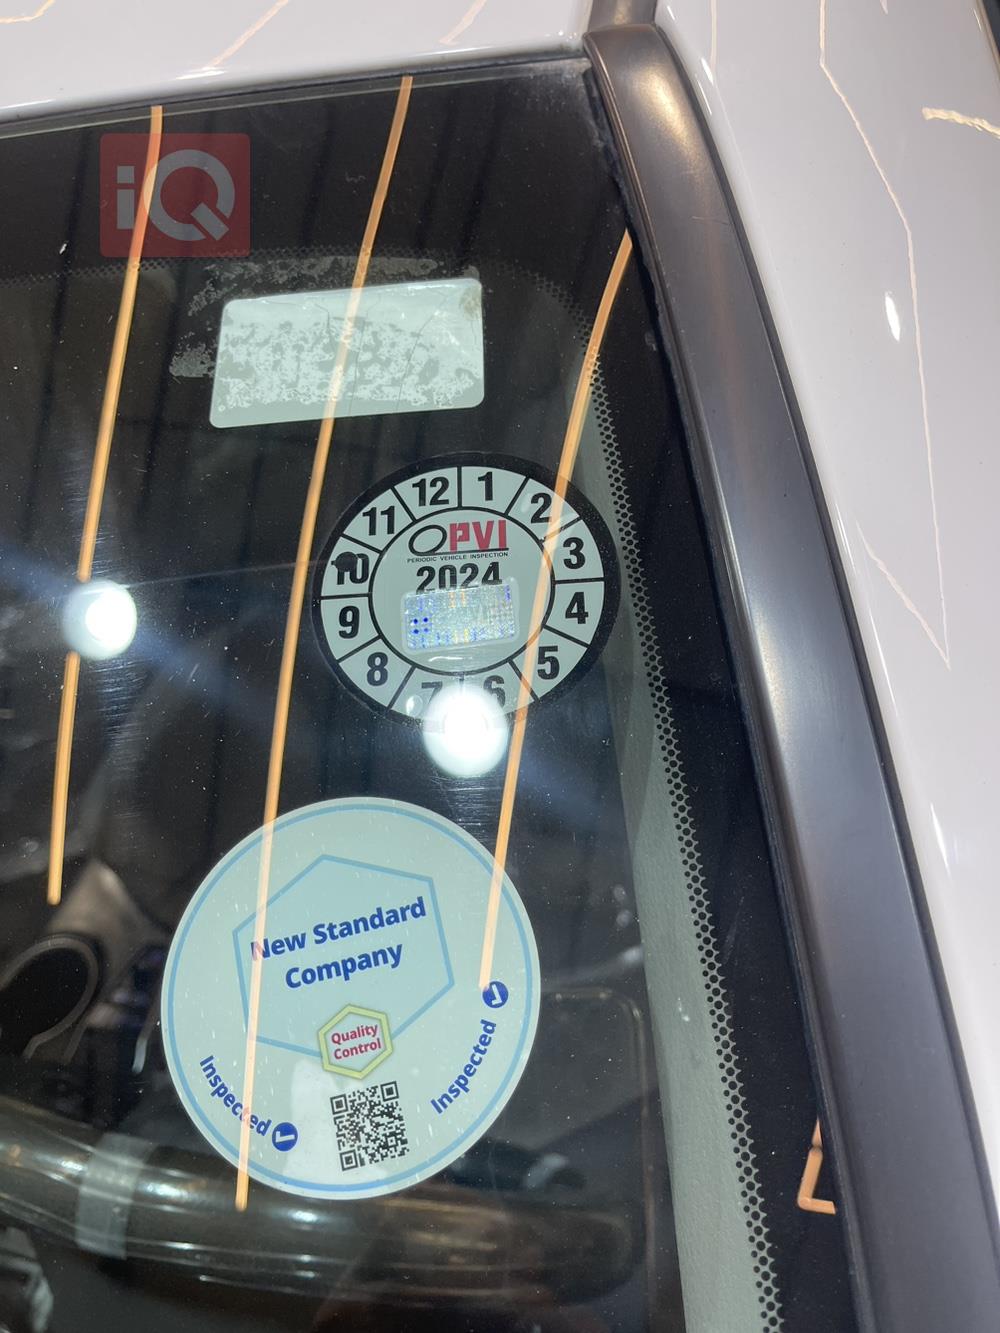 iQ
12
1
2
3
4
5
6
7
8
9
10
11
PVI
PERIODIC VEHICLE INSPECTION
2024
New Standard
Company
Quality
Control
Inspected
Inspected